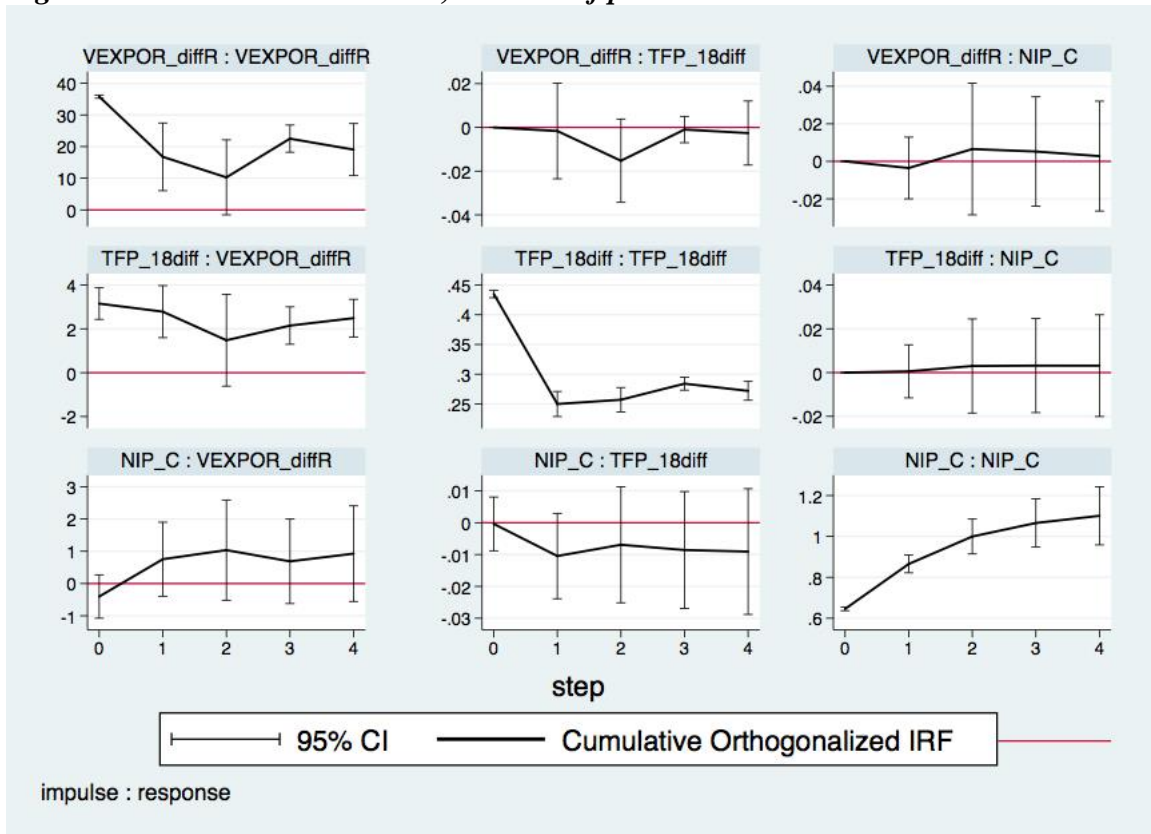 VEXPOR_diffR : VEXPOR_diffR
VEXPOR_diffR : TFP_18diff
VEXPOR_diffR : NIP_C
40
30
20
10
0
.02
0
-.02
-.04
.04
.02
0
-.02
TFP_18diff : VEXPOR_diffR
TFP_18diff : TFP_18diff
TFP_18diff : NIP_C
4
2
0
-2
.45
.4
.35
.3
.25
.04
.02
0
-.02
NIP_C : VEXPOR_diffR
NIP_C : TFP_18diff
NIP_C : NIP_C
3
2
1
0
-1
.01
0
-.01
-.02
-.03
1.2
1
.8
.6
0 1 2 3 4
0 1 2 3 4
0 1 2 3 4
step
95% CI
Cumulative Orthogonalized IRF
impulse : response